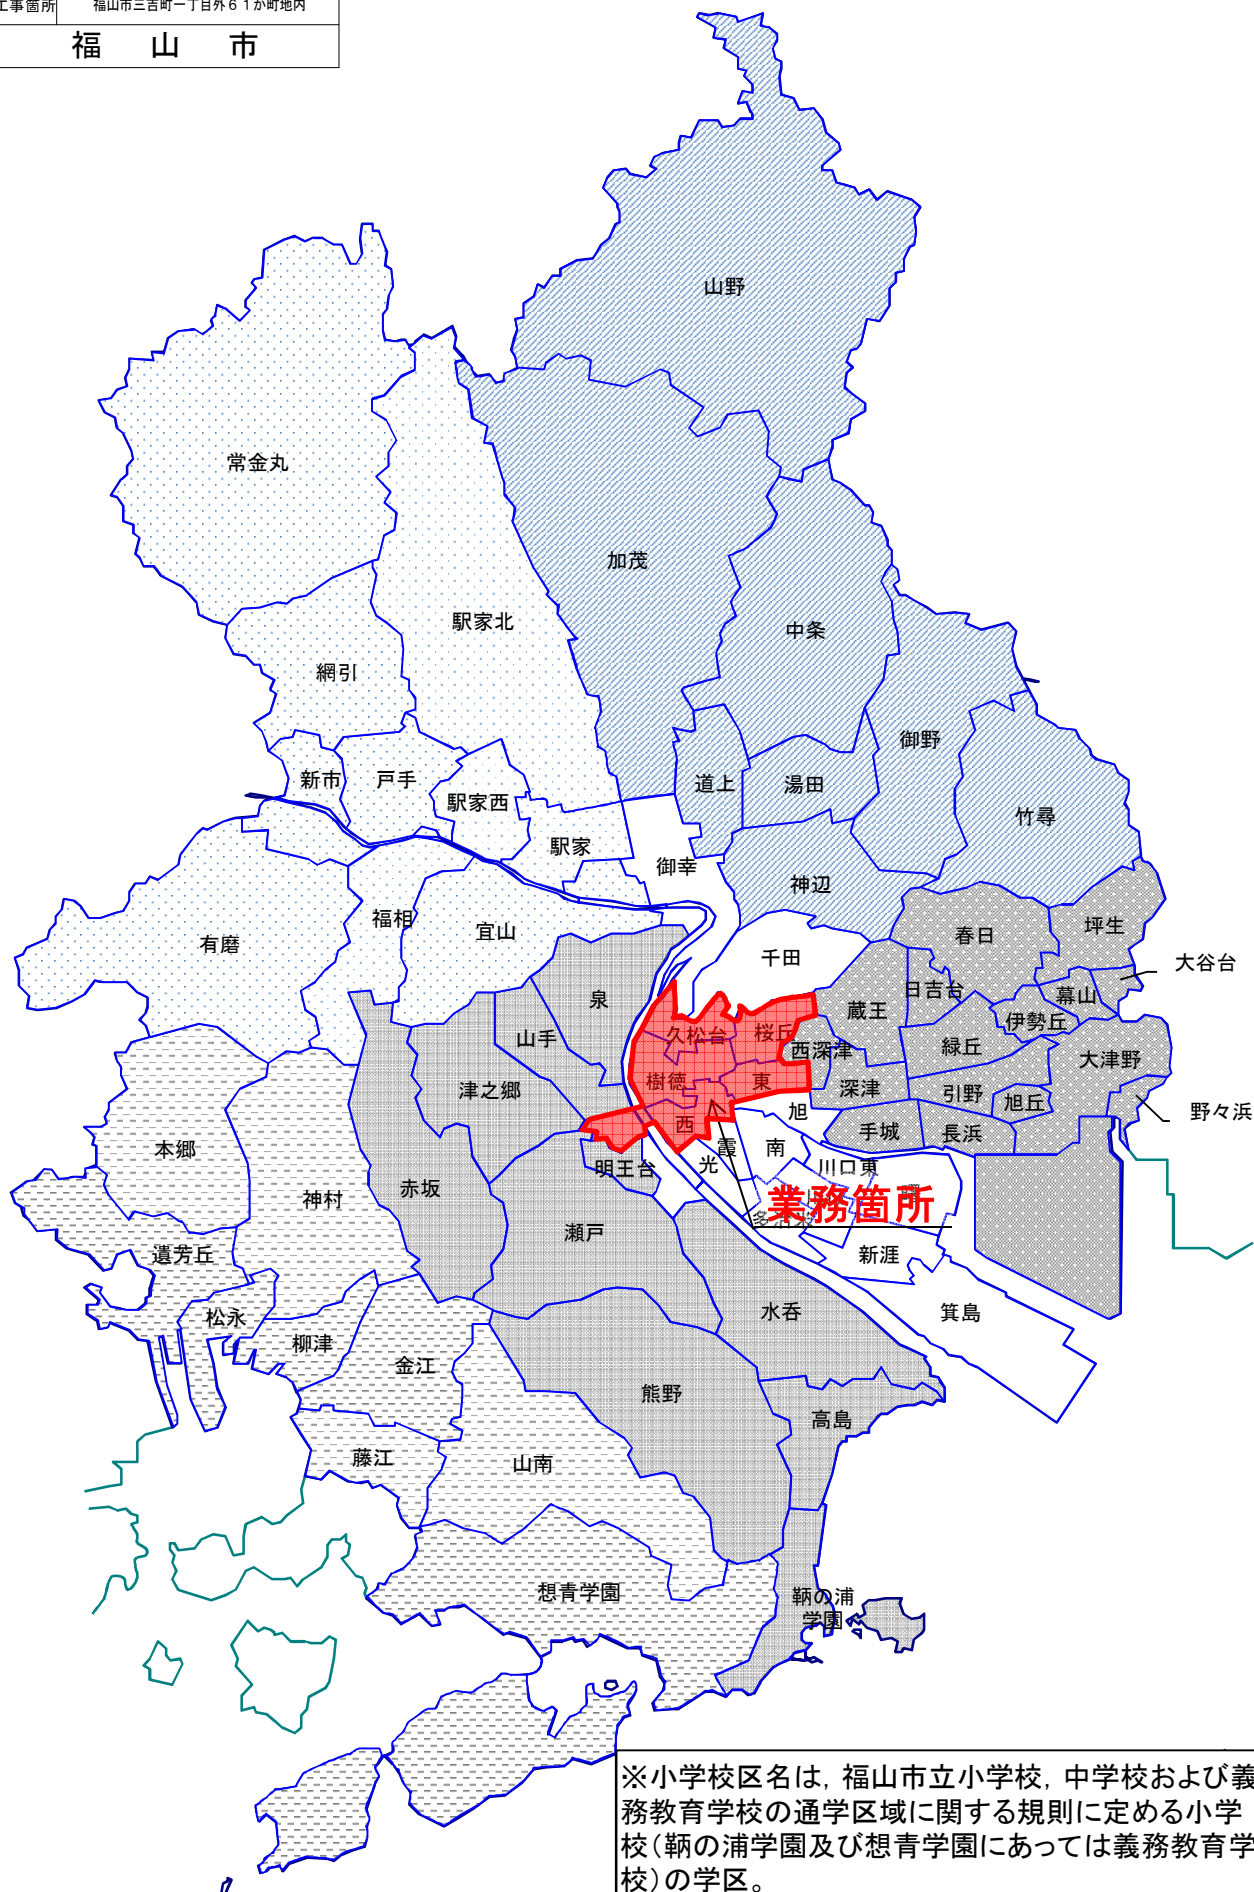 工事箇所 福山市三吉町一丁目外61か町地内
福山市
山野
常金丸
加茂
駅家北
中条
網引
御野
新市
戸手
道上
湯田
駅家西
竹尋
駅家
御幸
神辺
福相
宜山
有磨
春日
坪生
千田
大谷台
泉
日吉台
幕山
蔵王
伊勢丘
山手
久松台
桜丘
西深津
緑丘
大津野
津之郷
樹徳
東
深津
引野
旭丘
野々浜
西
旭
手城
長浜
本郷
霞
南
明王台
光
川口東
神村
赤坂
曙
業務箇所
瀬戸
遺芳丘
新涯
松永
水呑
箕島
柳津
金江
熊野
高島
藤江
山南
想青学園
鞆の浦
学園
※小学校区名は，福山市立小学校，中学校および義
務教育学校の通学区域に関する規則に定める小学
校（鞆の浦学園及び想青学園にあっては義務教育学
校）の学区。